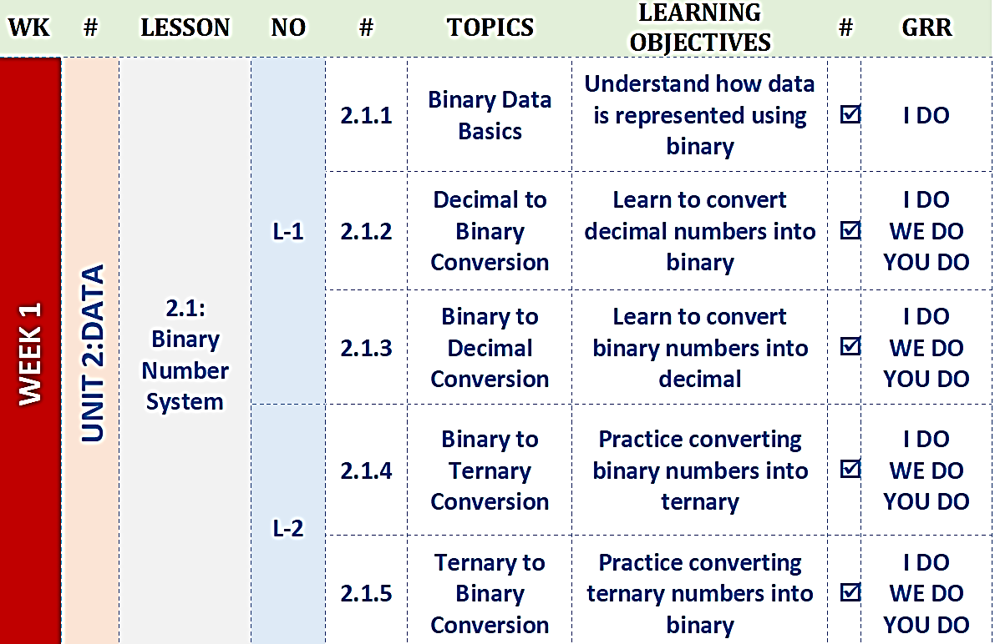 WK # LESSON NO # TOPICS LEARNING OBJECTIVES # GRR
WEEK 1
UNIT 2:DATA
2.1:
Binary
Number
System
L-1
2.1.1
Binary Data
Basics
Understand how data
is represented using
binary
☑
I DO
2.1.2
Decimal to
Binary
Conversion
Learn to convert
decimal numbers into
binary
☑
I DO
WE DO
YOU DO
2.1.3
Binary to
Decimal
Conversion
Learn to convert
binary numbers into
decimal
☑
I DO
WE DO
YOU DO
L-2
2.1.4
Binary to
Ternary
Conversion
Practice converting
binary numbers into
ternary
☑
I DO
WE DO
YOU DO
2.1.5
Ternary to
Binary
Conversion
Practice converting
ternary numbers into
binary
☑
I DO
WE DO
YOU DO